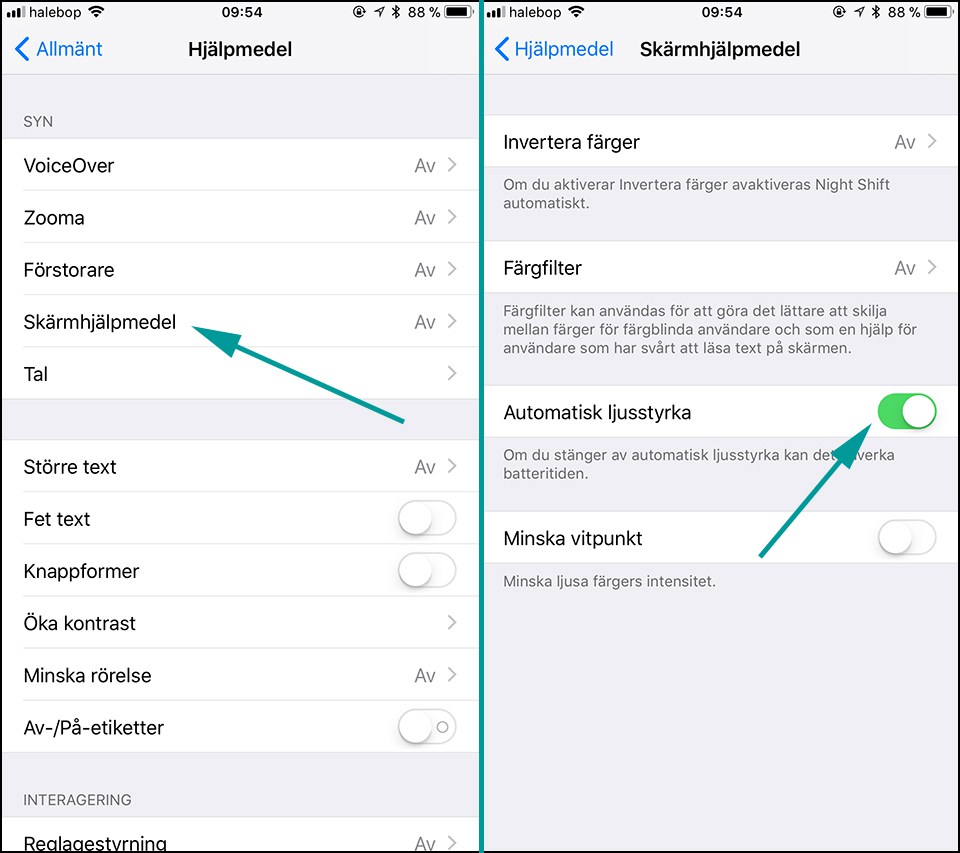 halebop 09:54 88 %
Allmänt Hjälpmedel
SYN
VoiceOver Av
Zooma Av
Förstorare Av
Skärmhjälpmedel Av
Tal
Större text Av
Fet text
Knappformer
Öka kontrast
Minska rörelse Av
Av-/På-etiketter
INTERAGERING
Reglagestyrning Av
halebop 09:54 88 %
Hjälpmedel Skärmhjälpmedel
Invertera färger Av
Om du aktiverar Invertera färger avaktiveras Night Shift
automatiskt.
Färgfilter Av
Färgfilter kan användas för att göra det lättare att skilja
mellan färger för färgblinda användare och som en hjälp för
användare som har svårt att läsa text på skärmen.
Automatisk ljusstyrka
Om du stänger av automatisk ljusstyrka kan det
batteritiden.
Minska vitpunkt
Minska ljusa färgers intensitet.